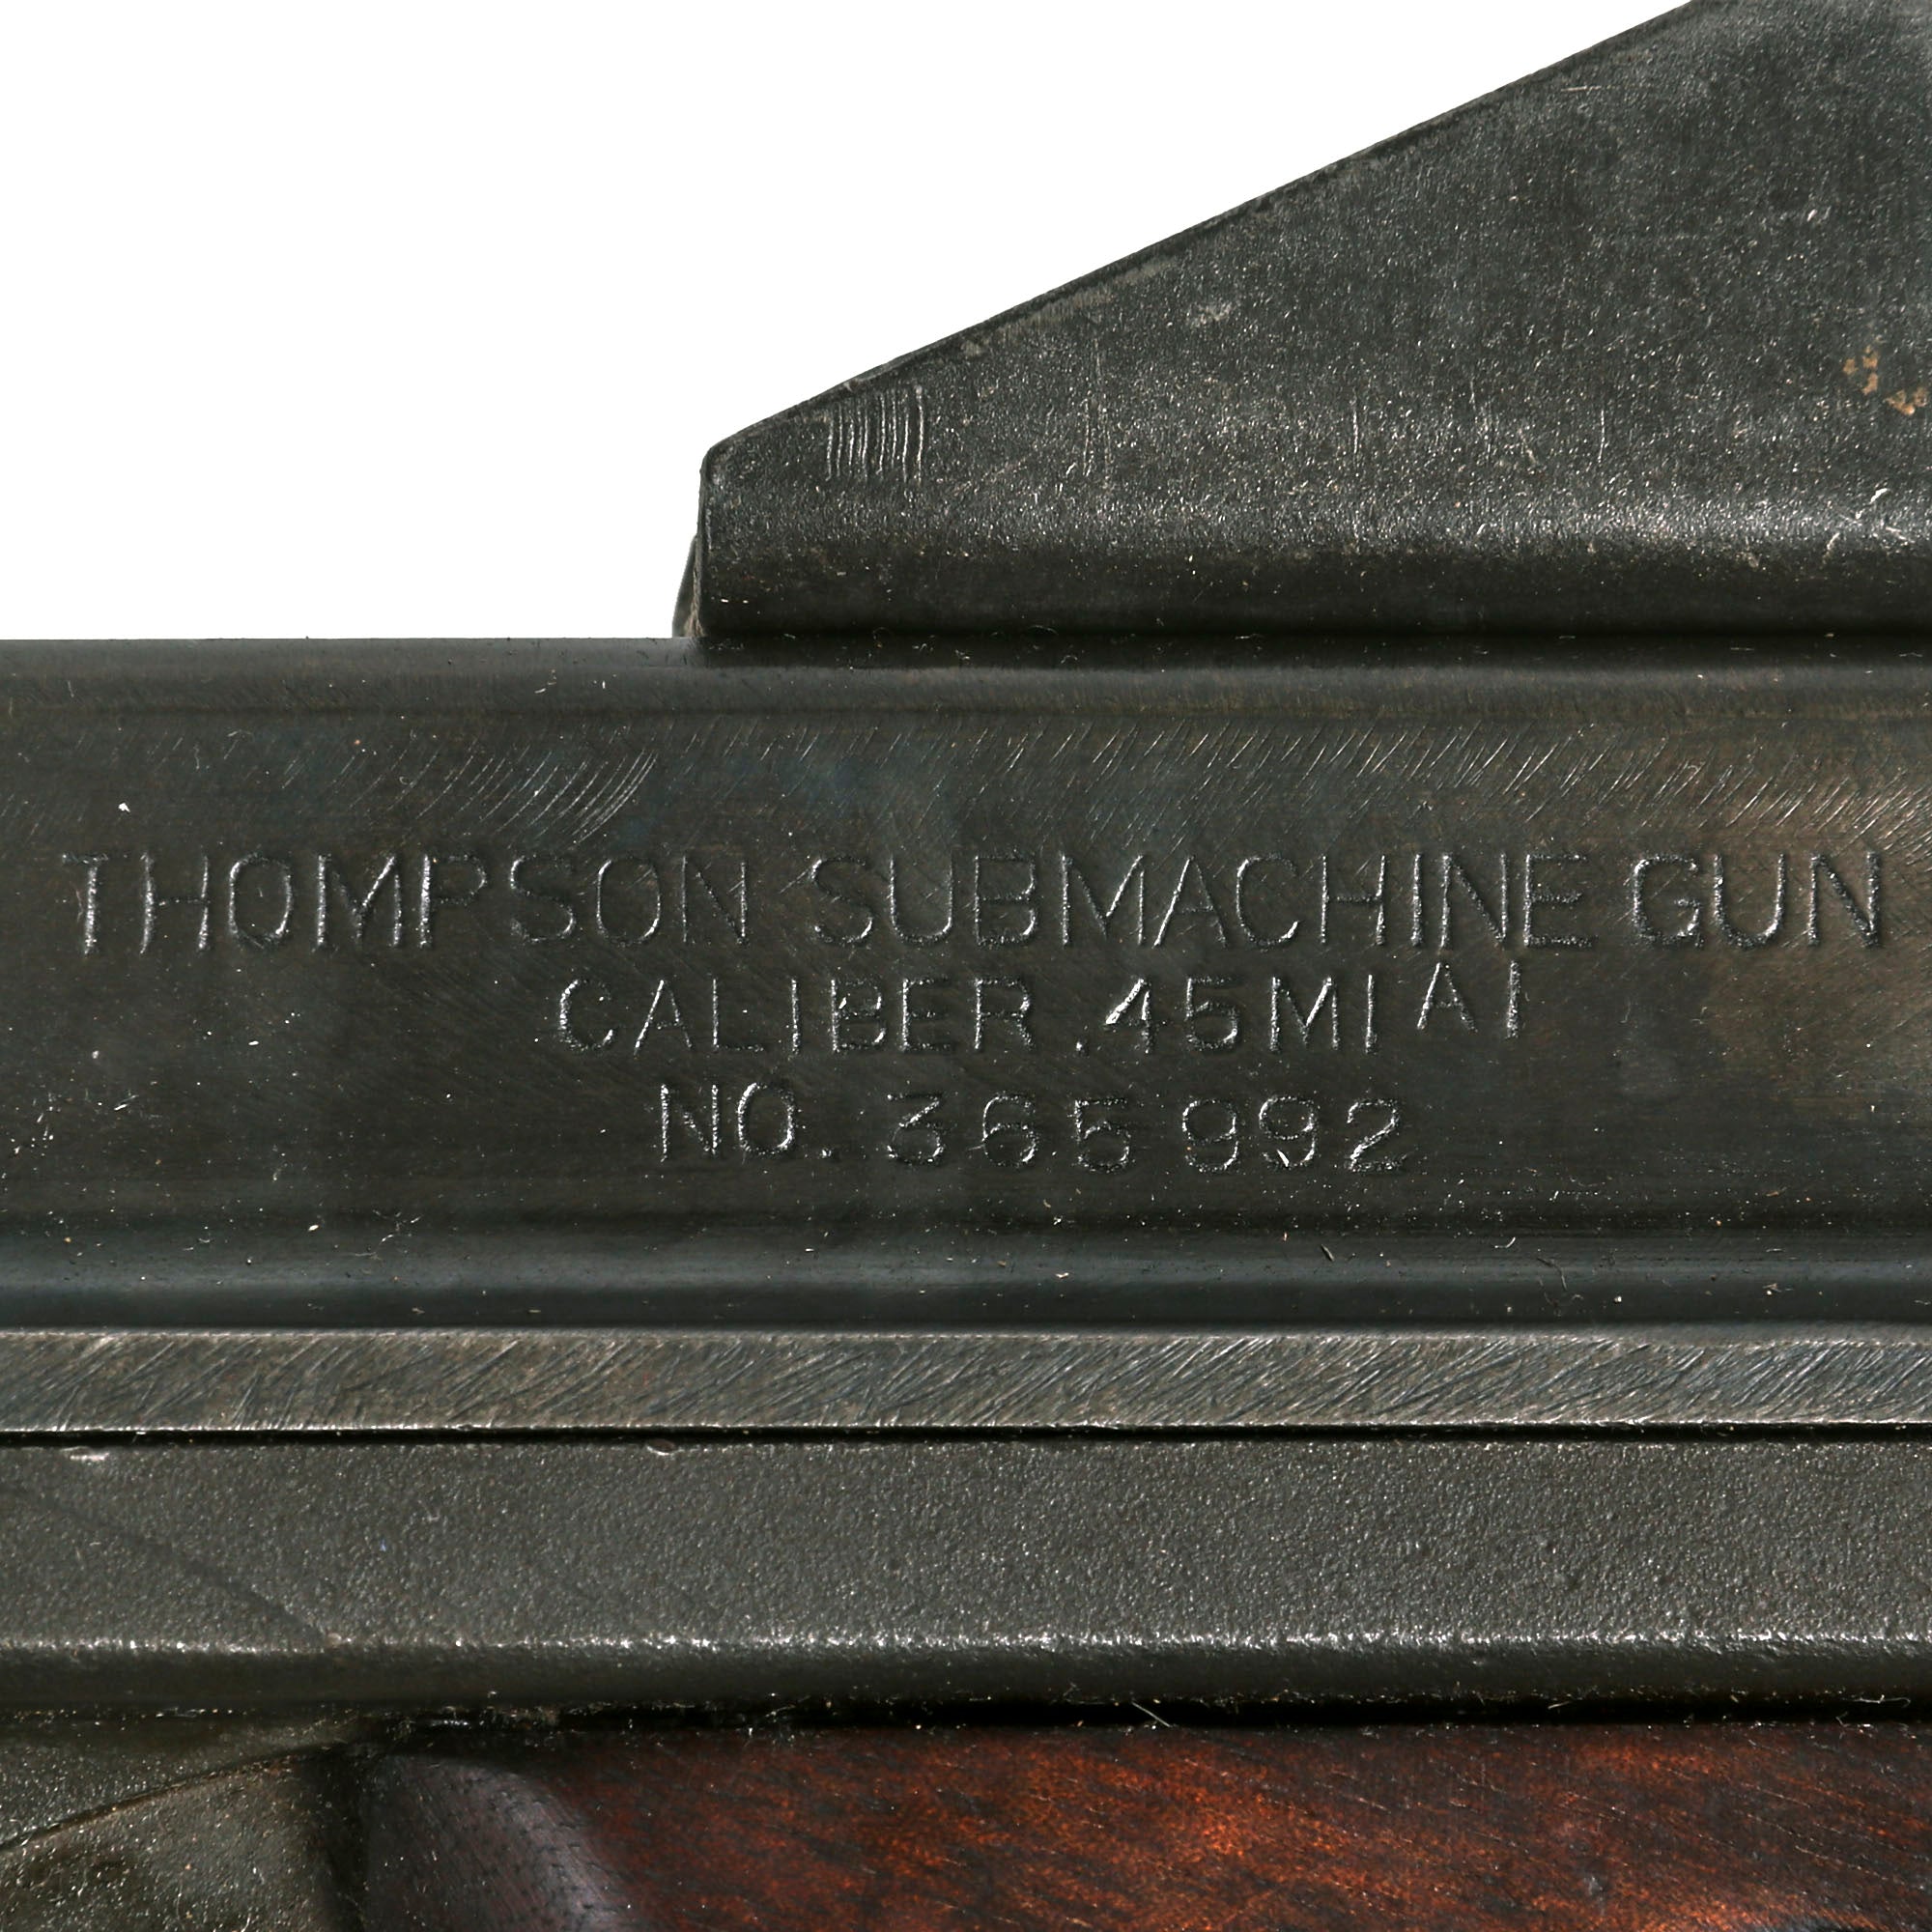 THOMPSON SUBMACHINE GUN
CALIBER .45 M1A1
NO. 365992